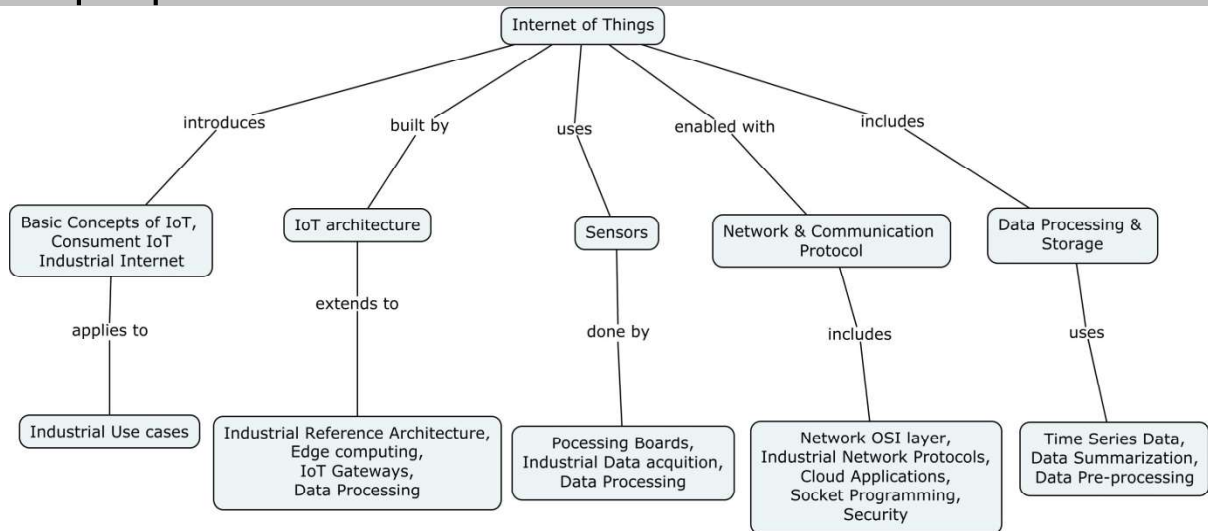 Internet of Things
introduces
built by
uses
enabled with
includes
Basic Concepts of IoT,
Consument IoT
Industrial Internet
IoT architecture
Sensors
Network & Communication
Protocol
Data Processing &
Storage
applies to
extends to
done by
includes
uses
Industrial Use cases
Industrial Reference Architecture,
Edge computing,
IoT Gateways,
Data Processing
Pocessing Boards,
Industrial Data acquition,
Data Processing
Network OSI layer,
Industrial Network Protocols,
Cloud Applications,
Socket Programming,
Security
Time Series Data,
Data Summarization,
Data Pre-processing